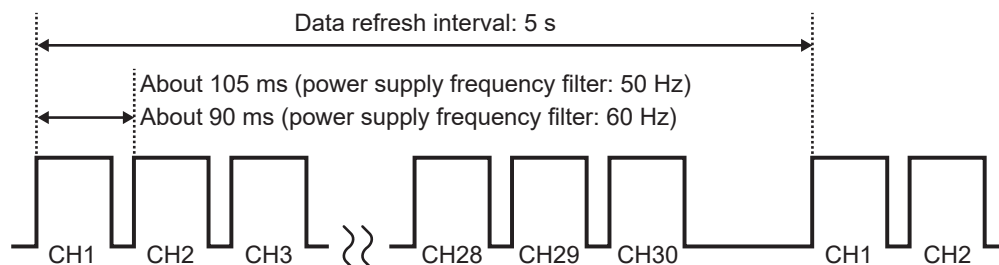 Data refresh interval: 5 s
About 105 ms (power supply frequency filter: 50 Hz)
About 90 ms (power supply frequency filter: 60 Hz)
CH1 CH2 CH3 CH28 CH29 CH30 CH1 CH2